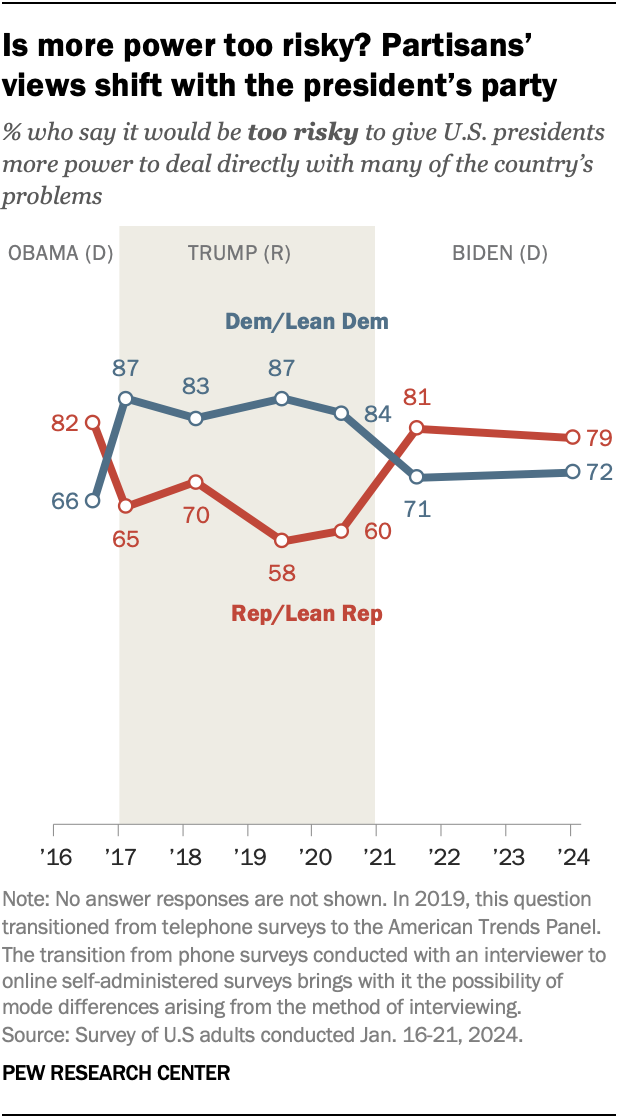 Is more power too risky? Partisans’
views shift with the president’s party
% who say it would be too risky to give U.S. presidents
more power to deal directly with many of the country’s
problems
OBAMA (D) TRUMP (R) BIDEN (D)
Dem/Lean Dem
87 83 87 84 81
82 79
66 72
65 70 60 71
58
Rep/Lean Rep
’16 ’17 ’18 ’19 ’20 ’21 ’22 ’23 ’24
Note: No answer responses are not shown. In 2019, this question
transitioned from telephone surveys to the American Trends Panel.
The transition from phone surveys conducted with an interviewer to
online self-administered surveys brings with it the possibility of
mode differences arising from the method of interviewing.
Source: Survey of U.S adults conducted Jan. 16-21, 2024.
PEW RESEARCH CENTER